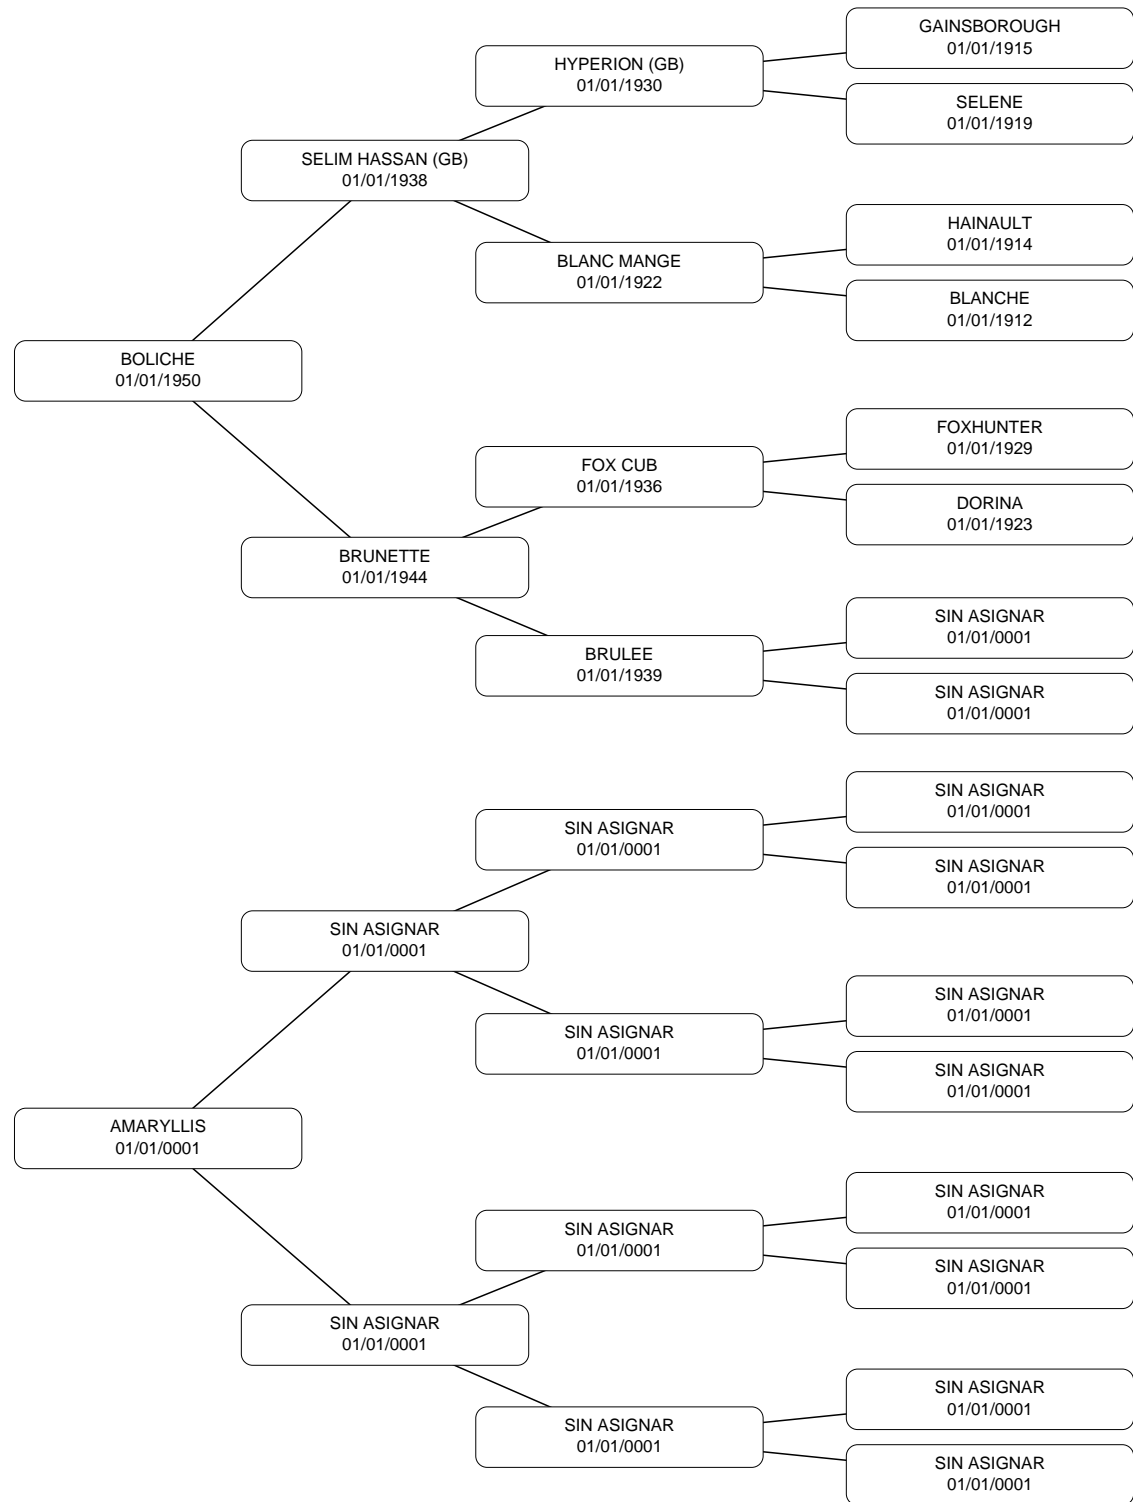 GAINSBOROUGH
01/01/1915
HYPERION (GB)
01/01/1930
SELENE
01/01/1919
SELIM HASSAN (GB)
01/01/1938
HAINAULT
01/01/1914
BLANC MANGE
01/01/1922
BLANCHE
01/01/1912
BOLICHE
01/01/1950
FOXHUNTER
01/01/1929
FOX CUB
01/01/1936
DORINA
01/01/1923
BRUNETTE
01/01/1944
SIN ASIGNAR
01/01/0001
BRULEE
01/01/1939
SIN ASIGNAR
01/01/0001
SIN ASIGNAR
01/01/0001
SIN ASIGNAR
01/01/0001
SIN ASIGNAR
01/01/0001
SIN ASIGNAR
01/01/0001
SIN ASIGNAR
01/01/0001
SIN ASIGNAR
01/01/0001
SIN ASIGNAR
01/01/0001
AMARYLLIS
01/01/0001
SIN ASIGNAR
01/01/0001
SIN ASIGNAR
01/01/0001
SIN ASIGNAR
01/01/0001
SIN ASIGNAR
01/01/0001
SIN ASIGNAR
01/01/0001
SIN ASIGNAR
01/01/0001
SIN ASIGNAR
01/01/0001